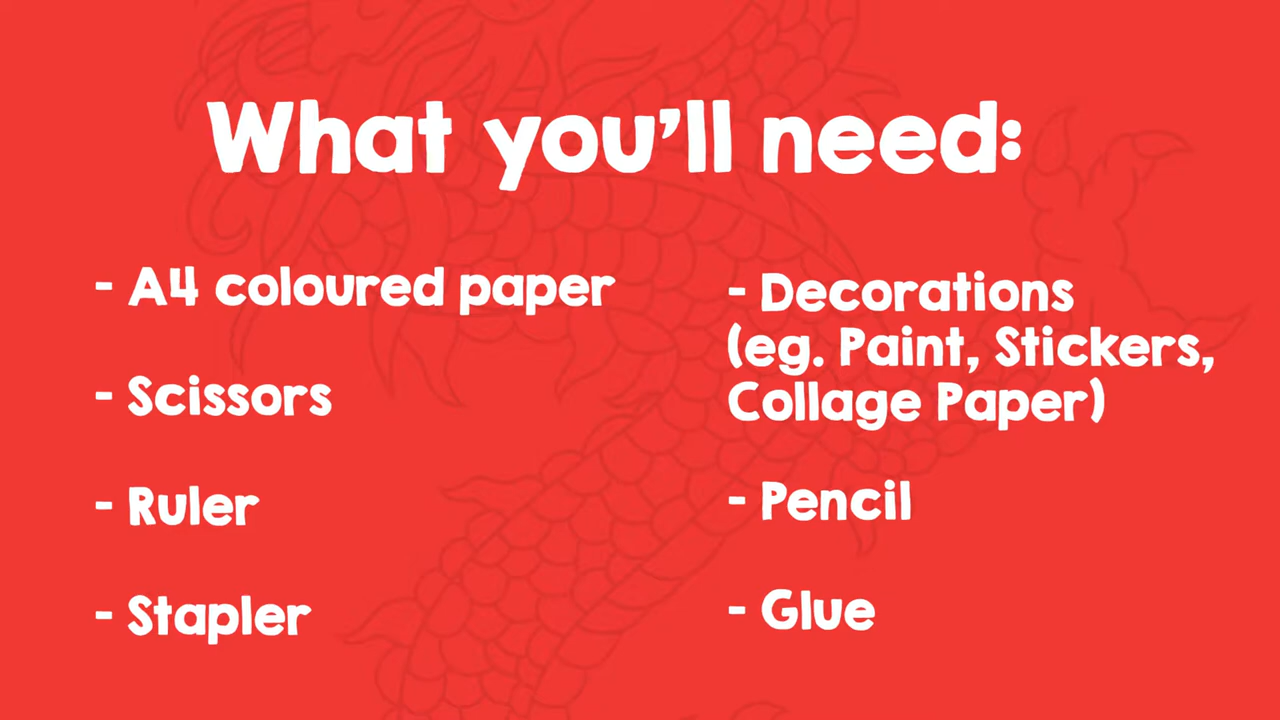 What you'll need:
- A4 coloured paper
- Scissors
- Ruler
- Stapler
- Decorations
(eg. Paint, Stickers,
Collage Paper)
- Pencil
- Glue